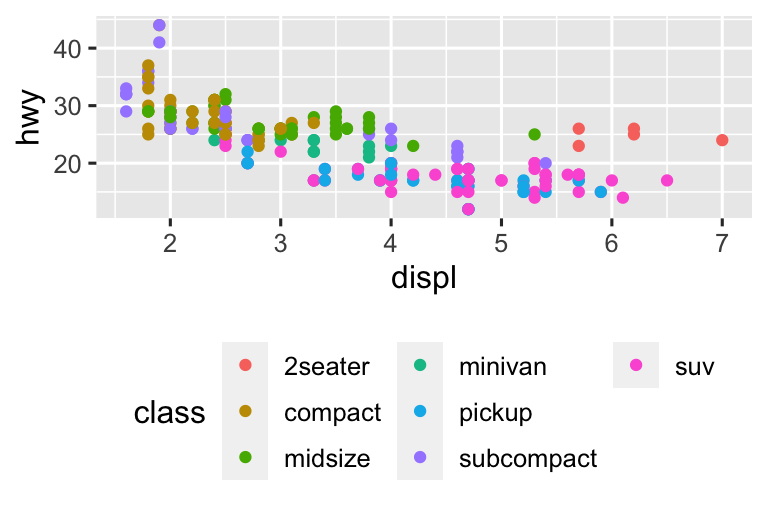 hwy
40
30
20
2 3 4 5 6 7
displ
class
2seater minivan suv
compact pickup
midsize subcompact